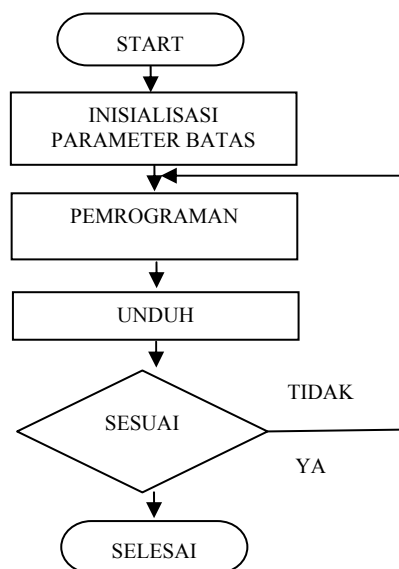 START
INISIALISASI
PARAMETER BATAS
PEMROGRAMAN
UNDUH
SESUAI
TIDAK
YA
SELESAI